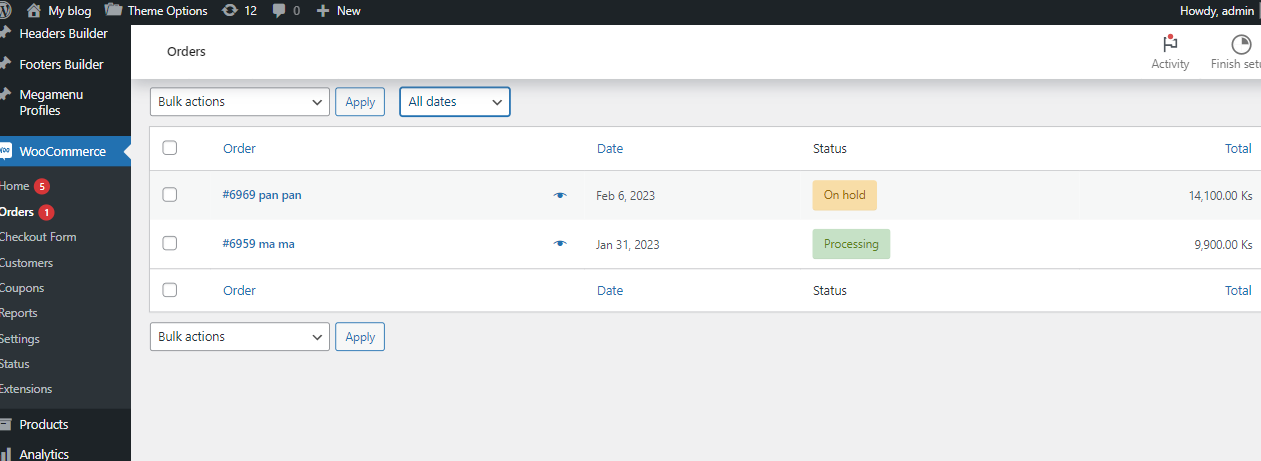 My blog Theme Options 12 0 New Howdy, admin
Headers Builder
Footers Builder
Megamenu
Profiles
WooCommerce
Home 5
Orders 1
Checkout Form
Customers
Coupons
Reports
Settings
Status
Extensions
Products
Analytics
Orders
Activity
Finish setu
Bulk actions Apply All dates
Order Date Status Total
#6969 pan pan Feb 6, 2023 On hold 14,100.00 Ks
#6959 ma ma Jan 31, 2023 Processing 9,900.00 Ks
Order Date Status Total
Bulk actions Apply